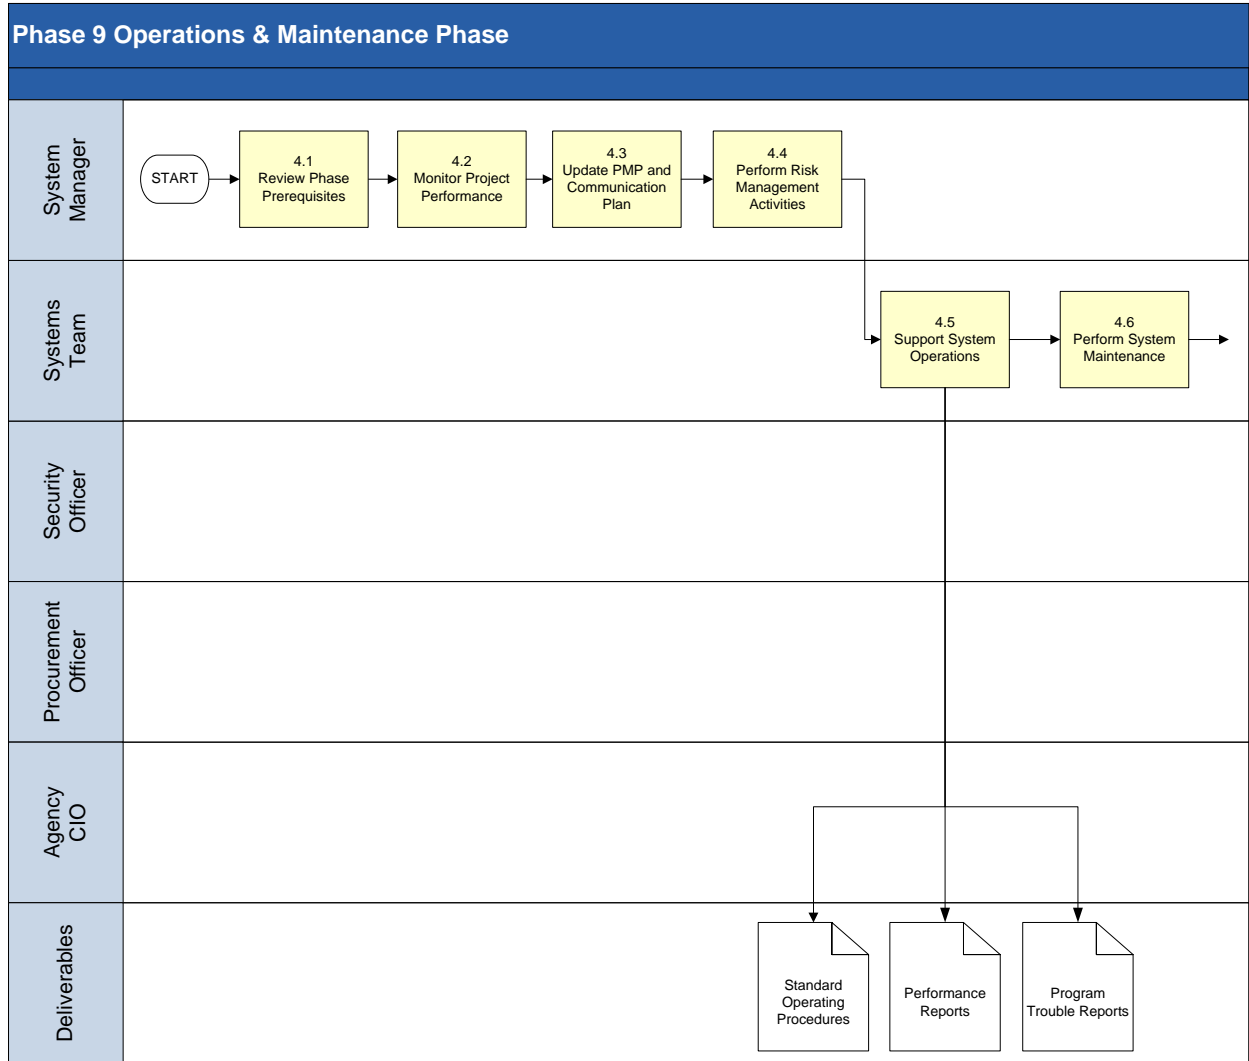 Phase 9 Operations & Maintenance Phase
System
Manager
START
4.1
Review Phase
Prerequisites
4.2
Monitor Project
Performance
4.3
Update PMP and
Communication
Plan
4.4
Perform Risk
Management
Activities
Systems
Team
4.5
Support System
Operations
4.6
Perform System
Maintenance
Security
Officer
Procurement
Officer
Agency
CIO
Deliverables
Standard
Operating
Procedures
Performance
Reports
Program
Trouble Reports